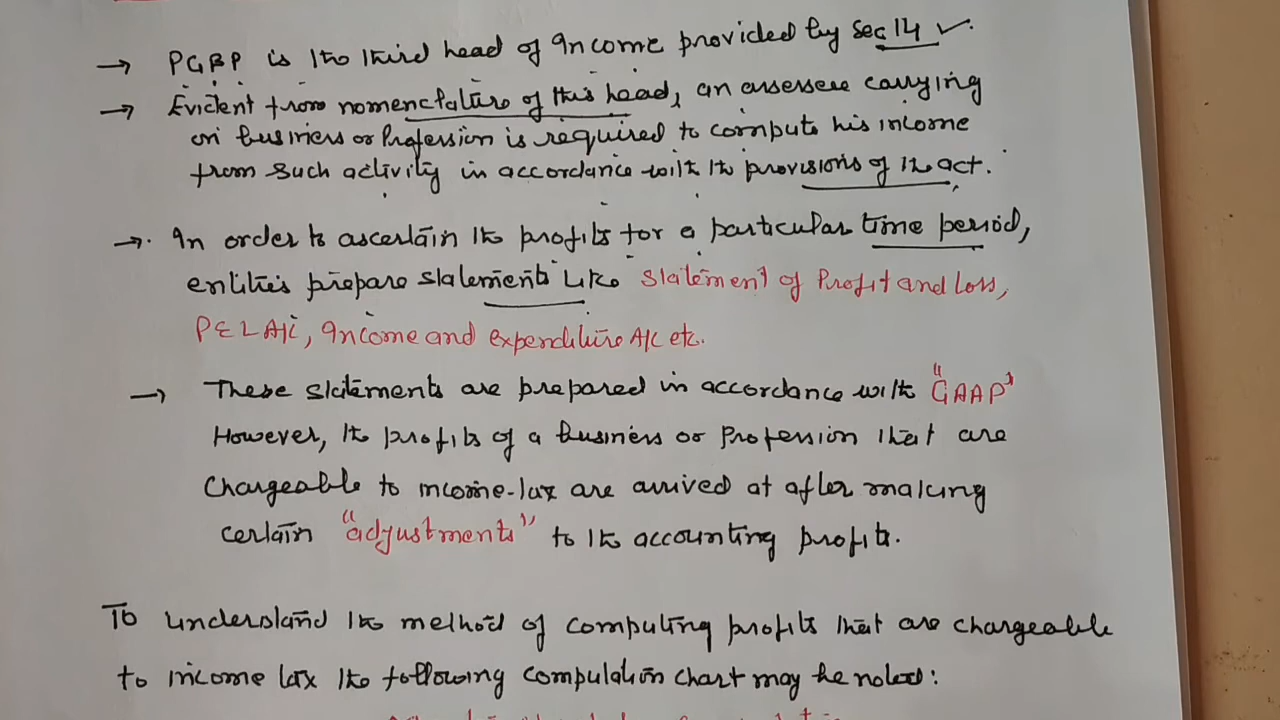 → PGBP is the third head of Income provided by Sec 14 ✓.
→ Evident from nomenclature of this head, an assessee carrying
on business or Profession is required to compute his income
from such activity in accordance with the provisions of the act.
→. In order to ascertain the profits for a particular time period,
entities prepare statements like Statement of Profit and Loss,
P&L A/c, Income and expenditure A/c etc.
→ These statements are prepared in accordance with "GAAP"
However, the profits of a business or Profession that are
Chargeable to income-tax are arrived at after making
certain "adjustments" to the accounting profits.
To understand the method of computing profits that are chargeable
to income tax the following computation chart may be noted: